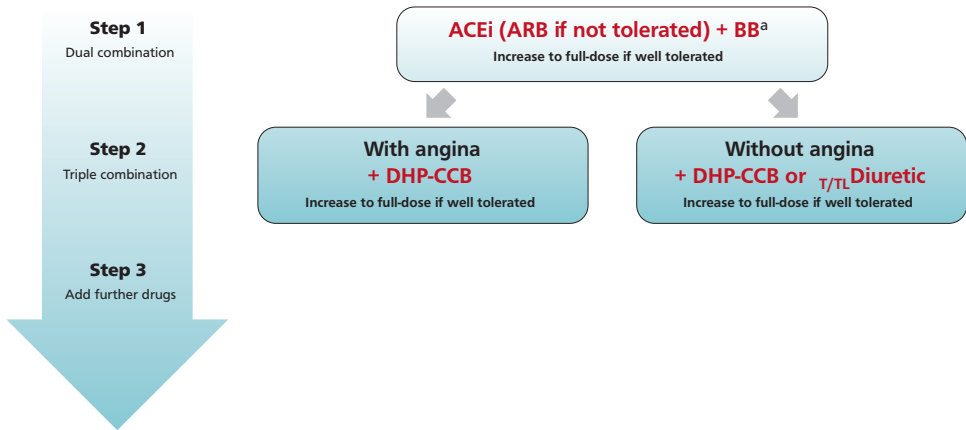 Step 1
Dual combination
ACEi (ARB if not tolerated) + BBa
Increase to full-dose if well tolerated
Step 2
Triple combination
With angina
+ DHP-CCB
Increase to full-dose if well tolerated
Without angina
+ DHP-CCB or T/TLDiuretic
Increase to full-dose if well tolerated
Step 3
Add further drugs